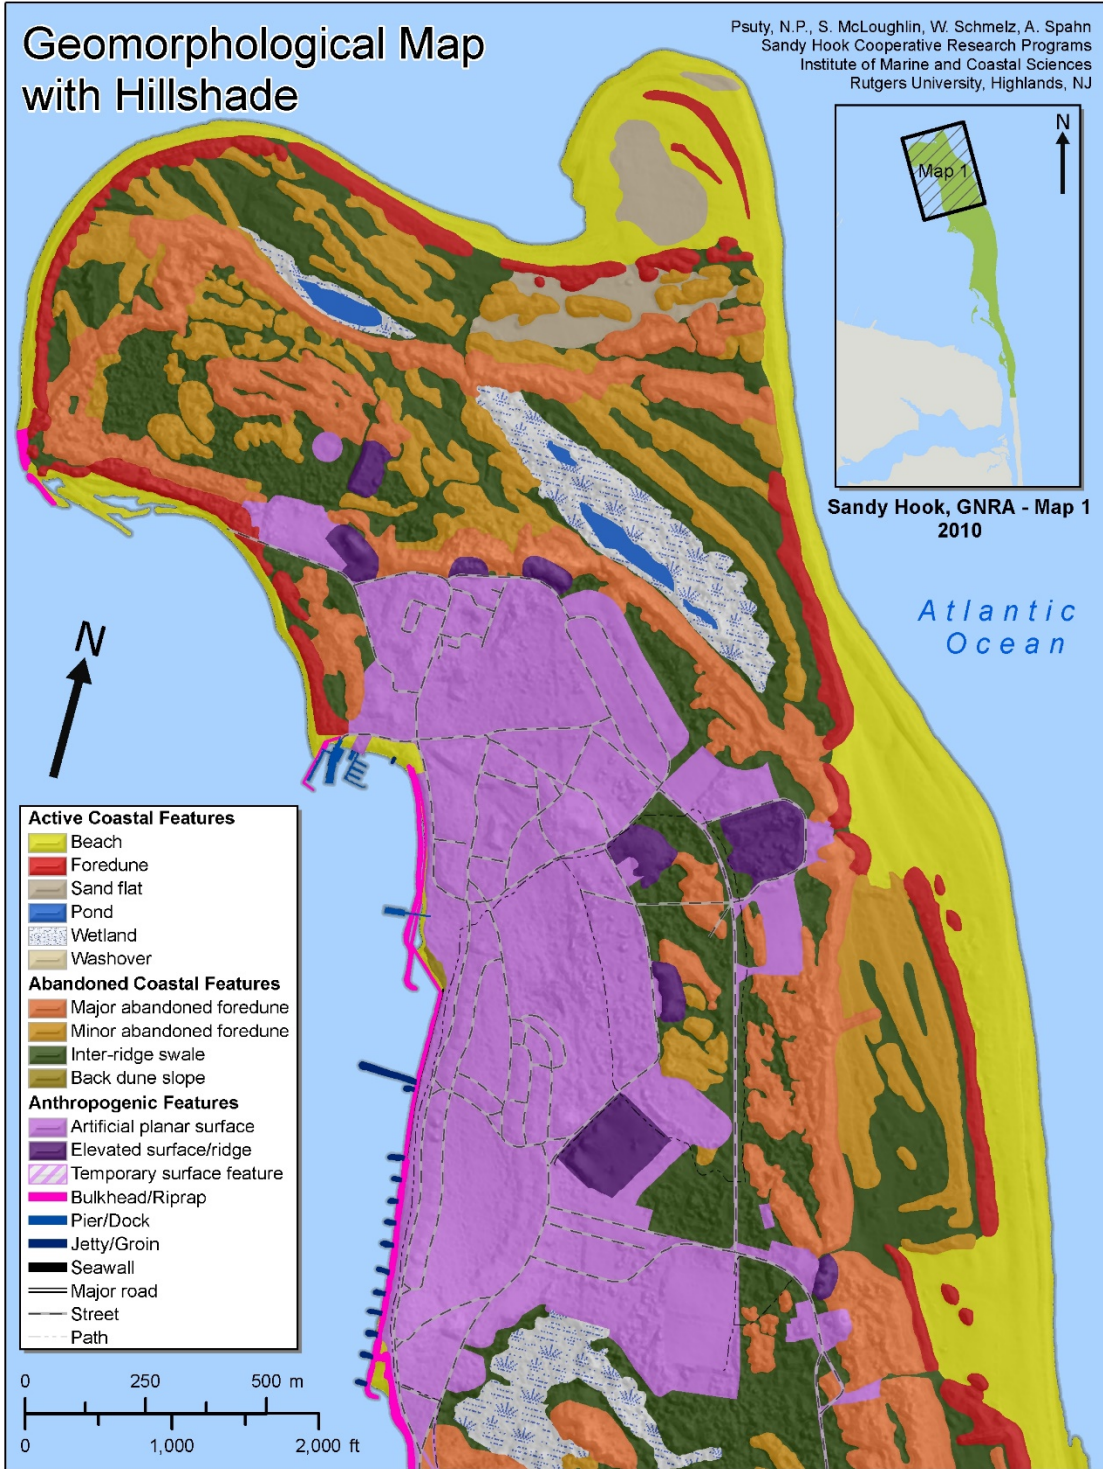 Geomorphological Map
with Hillshade
Psuty, N.P., S. McLoughlin, W. Schmelz, A. Spahn
Sandy Hook Cooperative Research Programs
Institute of Marine and Coastal Sciences
Rutgers University, Highlands, NJ
N
Map 1
Sandy Hook, GNRA - Map 1
2010
Atlantic
Ocean
N
Active Coastal Features
Beach
Foredune
Sand flat
Pond
Wetland
Washover
Abandoned Coastal Features
Major abandoned foredune
Minor abandoned foredune
Inter-ridge swale
Back dune slope
Anthropogenic Features
Artificial planar surface
Elevated surface/ridge
Temporary surface feature
Bulkhead/Riprap
Pier/Dock
Jetty/Groin
Seawall
Major road
Street
Path
0 250 500 m
0 1,000 2,000 ft